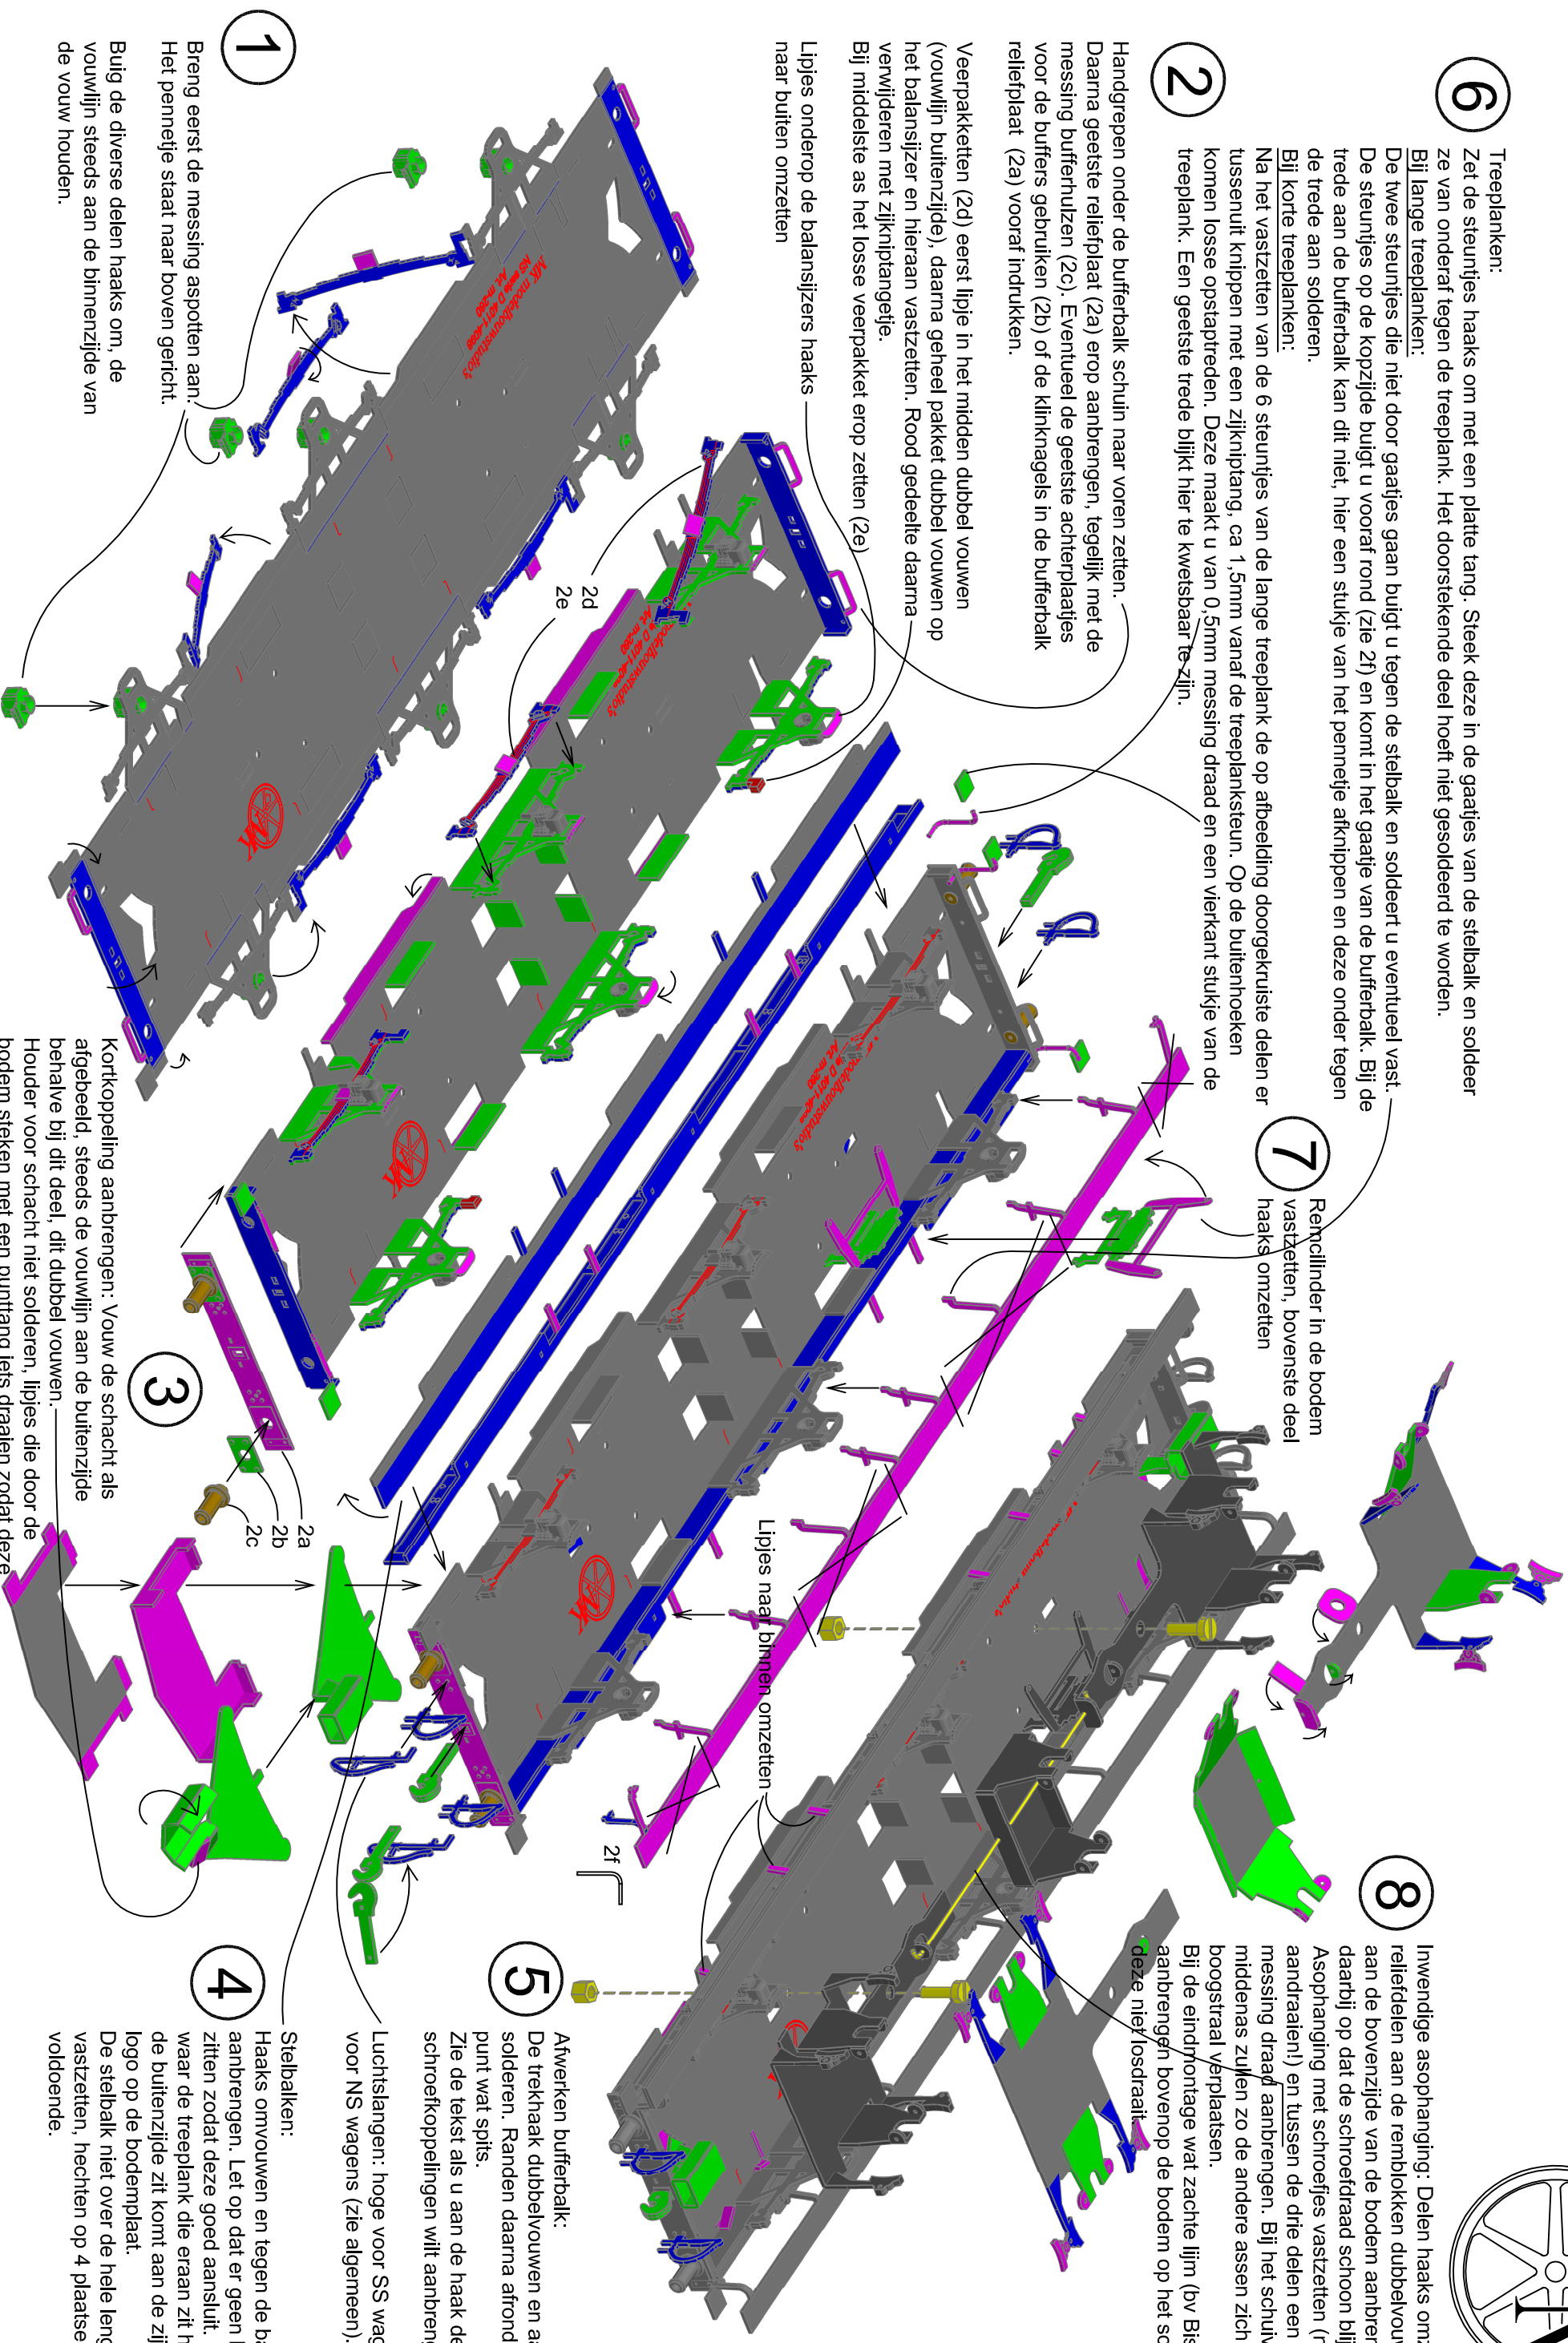 1
Breng eerst de messing aspotten aan.
Het pennetje staat naar boven gericht.
Buig de diverse delen haaks om, de
vouwlijn steeds aan de binnenzijde van
de vouw houden.
MK modelbouwstudio's
NS serie D 4011-4096
Art. m-260
2
Handgrepen onder de bufferbalk schuin naar voren zetten.
Daarna geetste reliefplaat (2a) erop aanbrengen, tegelijk met de
messing bufferhulzen (2c). Eventueel de geetste achterplaatjes
voor de buffers gebruiken (2b) of de klinknagels in de bufferbalk
reliefplaat (2a) vooraf indrukken.
Veerpakketten (2d) eerst lipje in het midden dubbel vouwen
(vouwlijn buitenzijde), daarna geheel pakket dubbel vouwen op
het balansijzer en hieraan vastzetten. Rood gedeelte daarna
verwijderen met zijkniptangetje.
Bij middelste as het losse veerpakket erop zetten (2e)
Lipjes onderop de balansijzers haaks
naar buiten omzetten
2d
2e
2a
2b
2c
3
Kortkoppeling aanbrengen: Vouw de schacht als
afgebeeld, steeds de vouwlijn aan de buitenzijde
behalve bij dit deel, dit dubbel vouwen.
Houder voor schacht niet solderen, lipjes die door de
bodem steken met een punttang iets draaien zodat deze
4
Stelbalken:
Haaks omvouwen en tegen de
aanbrengen. Let op dat er geen
zitten zodat deze goed aansluit.
waar de treeplank die eraan zit
de buitenzijde zit komt aan de
logo op de bodemplaat.
De stelbalk niet over de hele
vastzetten, hechten op 4
voldoende.
5
Afwerken bufferbalk:
De trekhaak dubbelvouwen en
solderen. Randen daarna
punt wat spits.
Zie de tekst als u aan de haak
schroefkoppelingen wilt
Luchtslangen: hoge voor SS
voor NS wagens (zie algemeen).
6
Treeplanken:
Zet de steuntjes haaks om met een platte tang. Steek deze in de gaatjes van de stelbalk en soldeer
ze van onderaf tegen de treeplank. Het doorstekende deel hoeft niet gesoldeerd te worden.
Bij lange treeplanken:
De twee steuntjes die niet door gaatjes gaan buigt u tegen de stelbalk en soldeert u eventueel vast.
De steuntjes op de kopzijde buigt u vooraf rond (zie 2f) en komt in het gaatje van de bufferbalk. Bij de
trede aan de bufferbalk kan dit niet, hier een stukje van het pennetje afknippen en deze onder tegen
de trede aan solderen.
Bij korte treeplanken:
Na het vastzetten van de 6 steuntjes van de lange treeplank de op afbeelding doorgekruiste delen er
tussenuit knippen met een zijkniptang, ca 1,5mm vanaf de treeplanksteun. Op de buitenhoeken
komen losse opstaptreden. Deze maakt u van 0,5mm messing draad en een vierkant stukje van de
treeplank. Een geetste trede blijkt hier te kwetsbaar te zijn.
2f
7
Remcilinder in de bodem
vastzetten, bovenste deel
haaks omzetten
Lipjes naar binnen omzetten
8
Inwendige asophanging: Delen haaks
reliefdelen aan de remblokken
aan de bovenzijde van de bodem
daarbij op dat de schroefdraad schoon
Asophanging met schroefjes vastzetten
aandraaien!) en tussen de drie delen een
messing draad aanbrengen. Bij het
middenas zullen zo de andere assen zich
boogstraal verplaatsen.
Bij de eindmontage wat zachte lijm (bv
aanbrengen bovenop de bodem op het
deze niet losdraait.